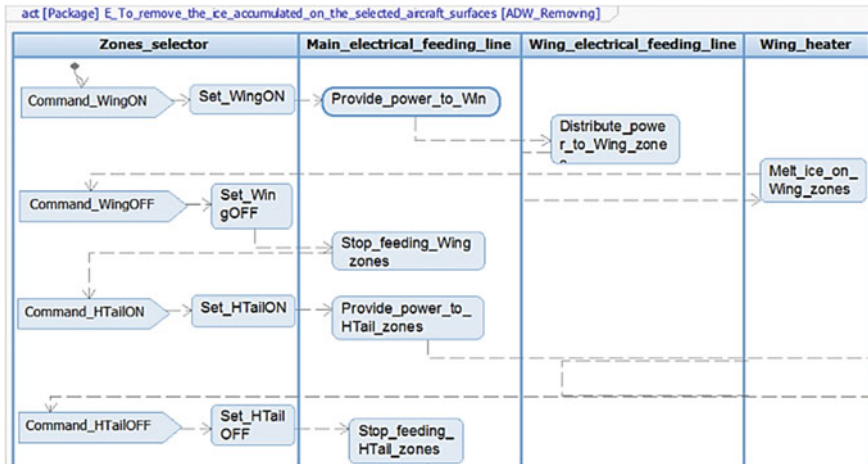 act [Package] E_To_remove_the_ice_accumulated_on_the_selected_aircraft_surfaces [ADW_Removing]
Zones_selector Main_electrical_feeding_line Wing_electrical_feeding_line Wing_heater
Command_WingON Set_WingON Provide_power_to_Win
Distribute_powe
r_to_Wing_zone
Melt_ice_on_
Wing_zones
Command_WingOFF
Set_Win
gOFF
Stop_feeding_Wing
zones
Command_HTailON Set_HTailON
Provide_power_to_
HTail_zones
Command_HTailOFF
Set_HTail
OFF
Stop_feeding_
HTail_zones